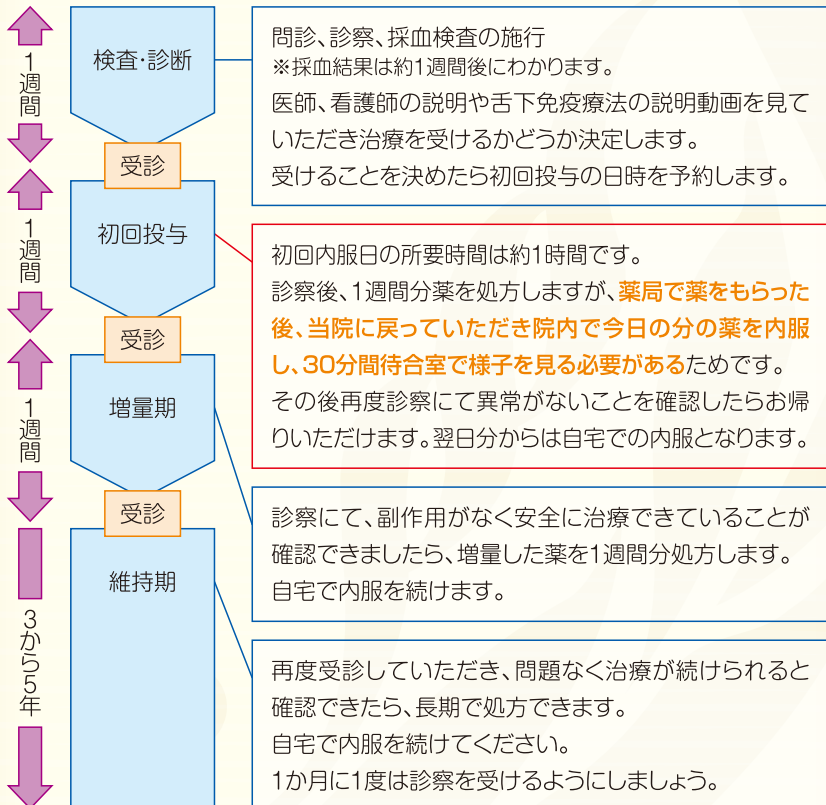 1週間
検査・診断
問診、診察、採血検査の施行
※採血結果は約1週間後にわかります。
医師、看護師の説明や舌下免疫療法の説明動画を見て
いただき治療を受けるかどうか決定します。
受けることを決めたら初回投与の日時を予約します。
受診
1週間
初回投与
初回内服日の所要時間は約1時間です。
診察後、1週間分薬を処方しますが、薬局で薬をもらった
後、当院に戻っていただき院内で今日の分の薬を内服
し、30分間待合室で様子を見る必要があるためです。
その後再度診察にて異常がないことを確認したらお帰
りいただけます。翌日分からは自宅での内服となります。
受診
1週間
増量期
診察にて、副作用がなく安全に治療できていることが
確認できましたら、増量した薬を1週間分処方します。
自宅で内服を続けます。
受診
3から5年
維持期
再度受診していただき、問題なく治療が続けられると
確認できたら、長期で処方できます。
自宅で内服を続けてください。
1か月に1度は診察を受けるようにしましょう。